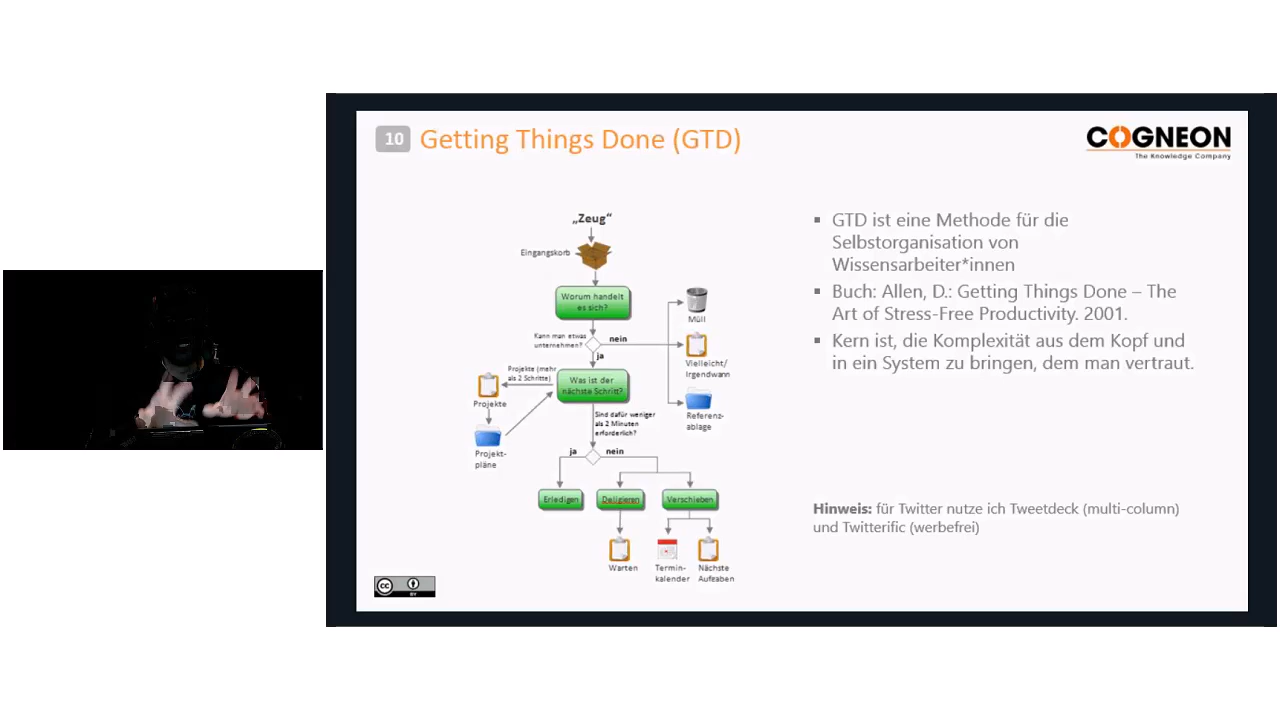 10 Getting Things Done (GTD)
COGNEON
The Knowledge Company
„Zeug“
Eingangskorb
Worum handelt
es sich?
Kann man etwas
unternehmen?
nein
ja
Müll
Vielleicht/
Irgendwann
Referenz-
ablage
Projekte (mehr
als 2 Schritte)
Was ist der
nächste Schritt?
Projekte
Projekt-
pläne
Sind dafür weniger
als 2 Minuten
erforderlich?
ja
nein
Erledigen
Deligieren
Verschieben
Warten
Termin-
kalender
Nächste
Aufgaben
▪ GTD ist eine Methode für die
Selbstorganisation von
Wissensarbeiter*innen
▪ Buch: Allen, D.: Getting Things Done – The
Art of Stress-Free Productivity. 2001.
▪ Kern ist, die Komplexität aus dem Kopf und
in ein System zu bringen, dem man vertraut.
Hinweis: für Twitter nutze ich Tweetdeck (multi-column)
und Twitterific (werbefrei)
cc
BY